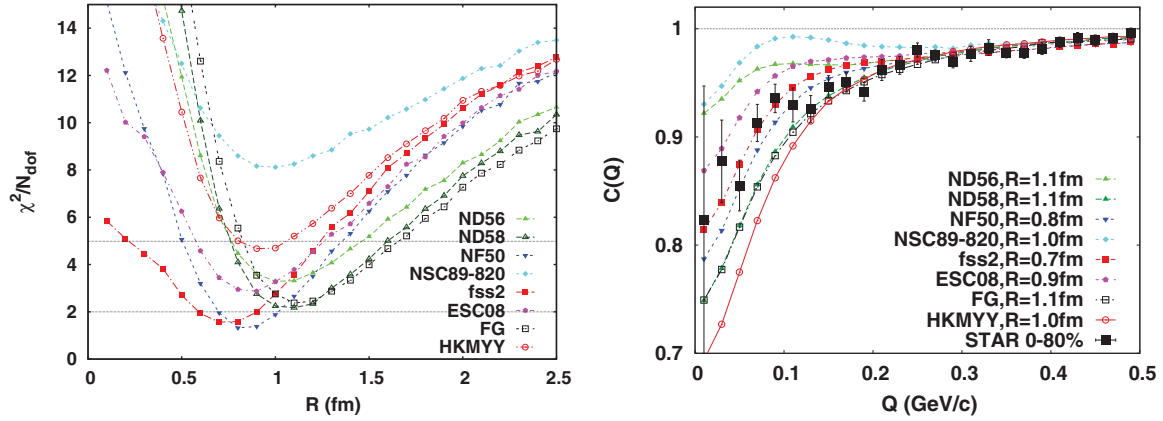 14
12
10
8
6
4
2
0
χ²/N_dof
ND56
ND58
NF50
NSC89-820
fss2
ESC08
FG
HKMYY
0 0.5 1 1.5 2 2.5
R (fm)
1
0.9
0.8
0.7
C(Q)
ND56,R=1.1fm
ND58,R=1.1fm
NF50,R=0.8fm
NSC89-820,R=1.0fm
fss2,R=0.7fm
ESC08,R=0.9fm
FG,R=1.1fm
HKMYY,R=1.0fm
STAR 0-80%
0 0.1 0.2 0.3 0.4 0.5
Q (GeV/c)